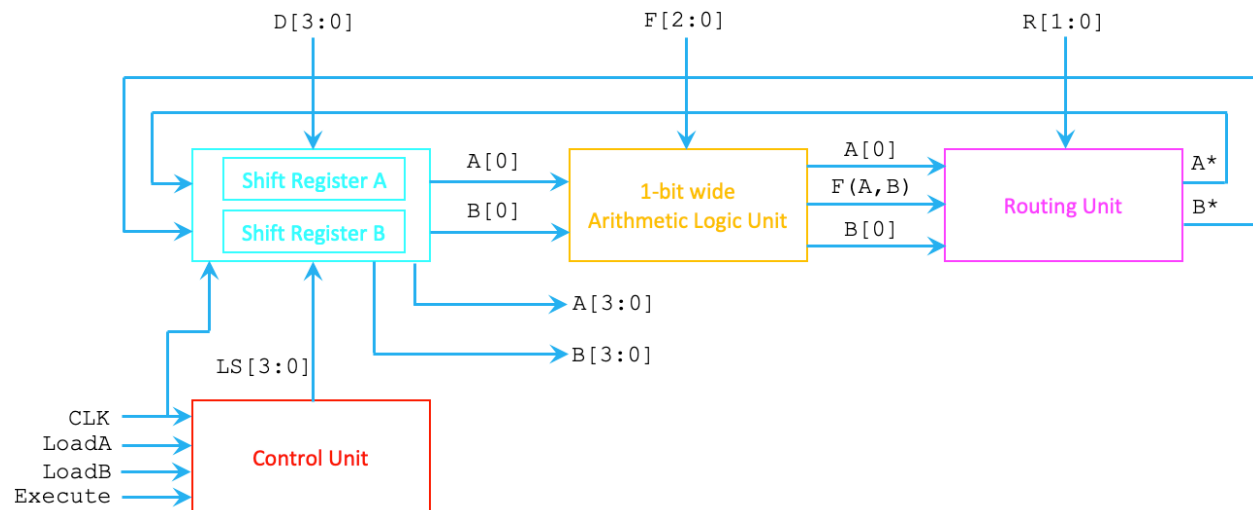 D[3:0]
F[2:0]
R[1:0]
Shift Register A
Shift Register B
A[0]
B[0]
1-bit wide
Arithmetic Logic Unit
A[0]
F(A,B)
B[0]
Routing Unit
A*
B*
A[3:0]
B[3:0]
LS[3:0]
CLK
LoadA
LoadB
Execute
Control Unit